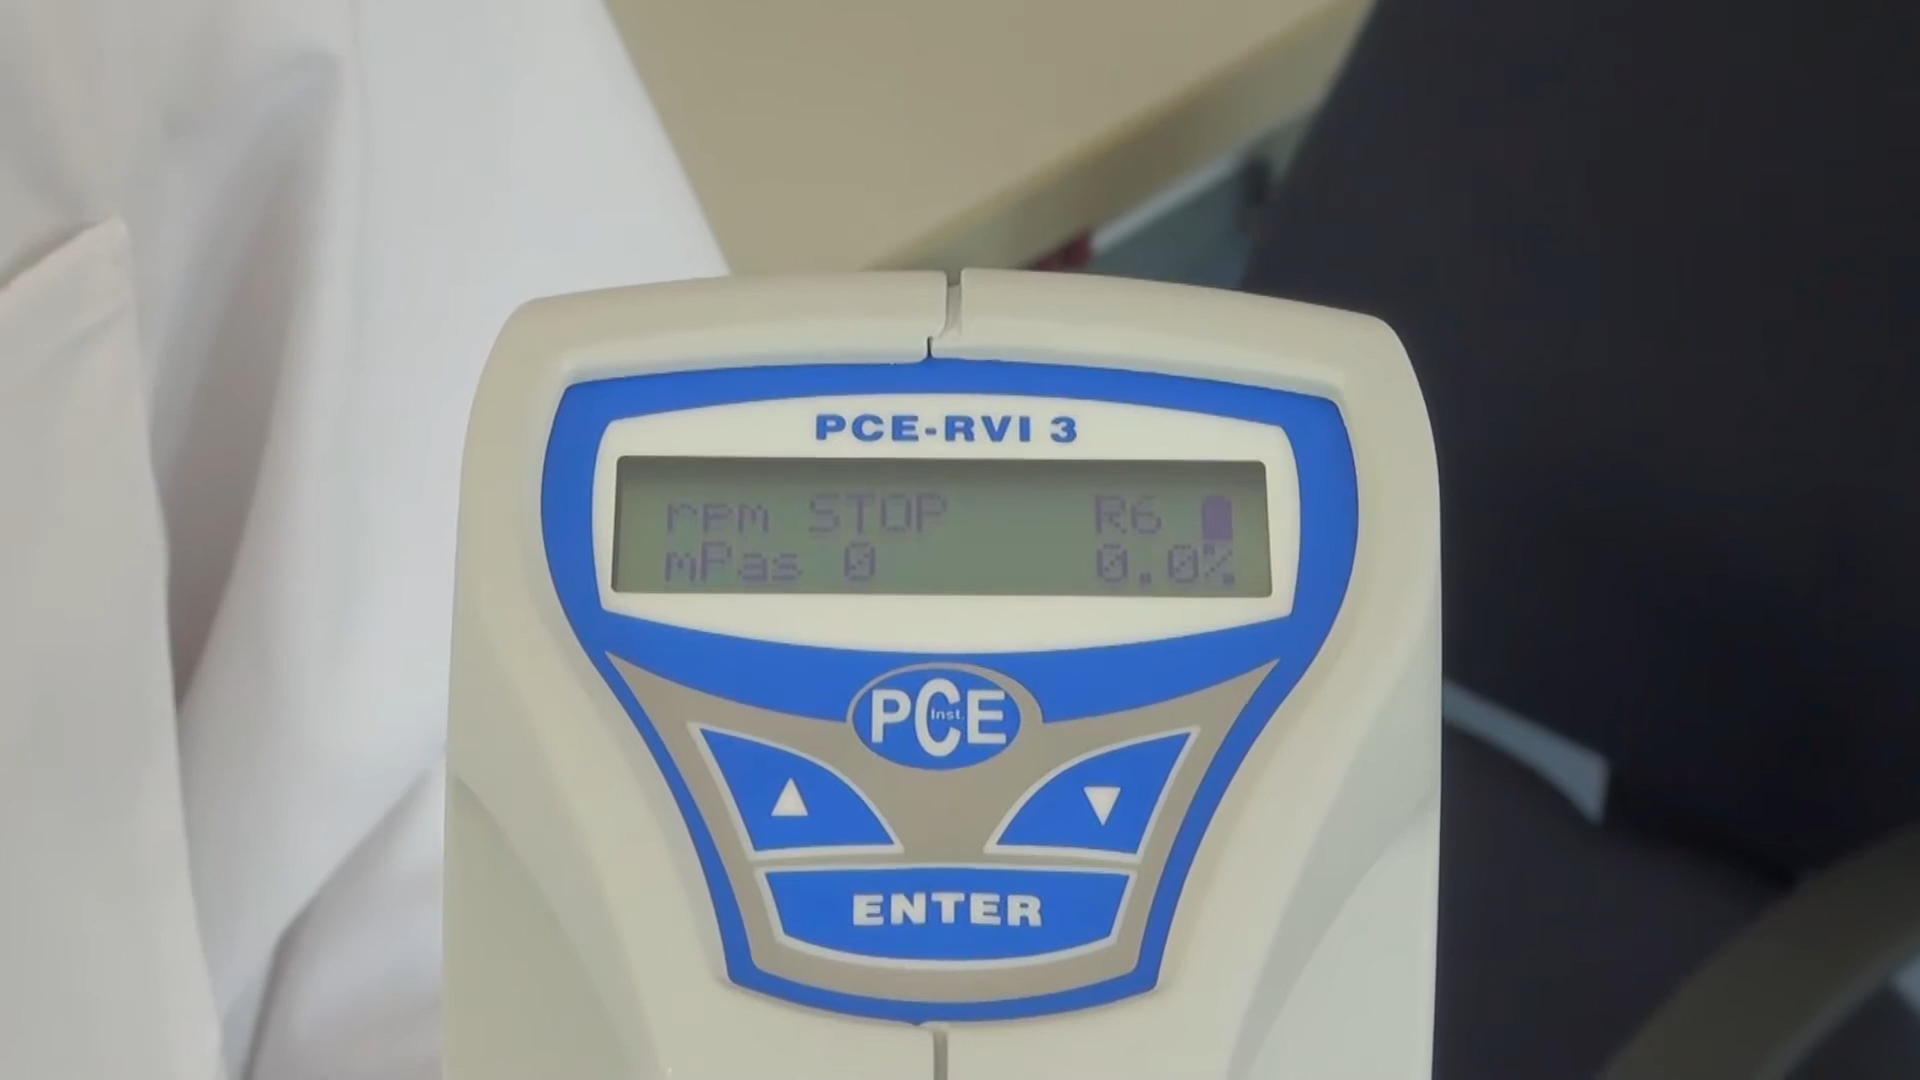 PCE-RVI 3
rpm STOP R6
mPas 0 0.0%
PCE
Inst.
ENTER